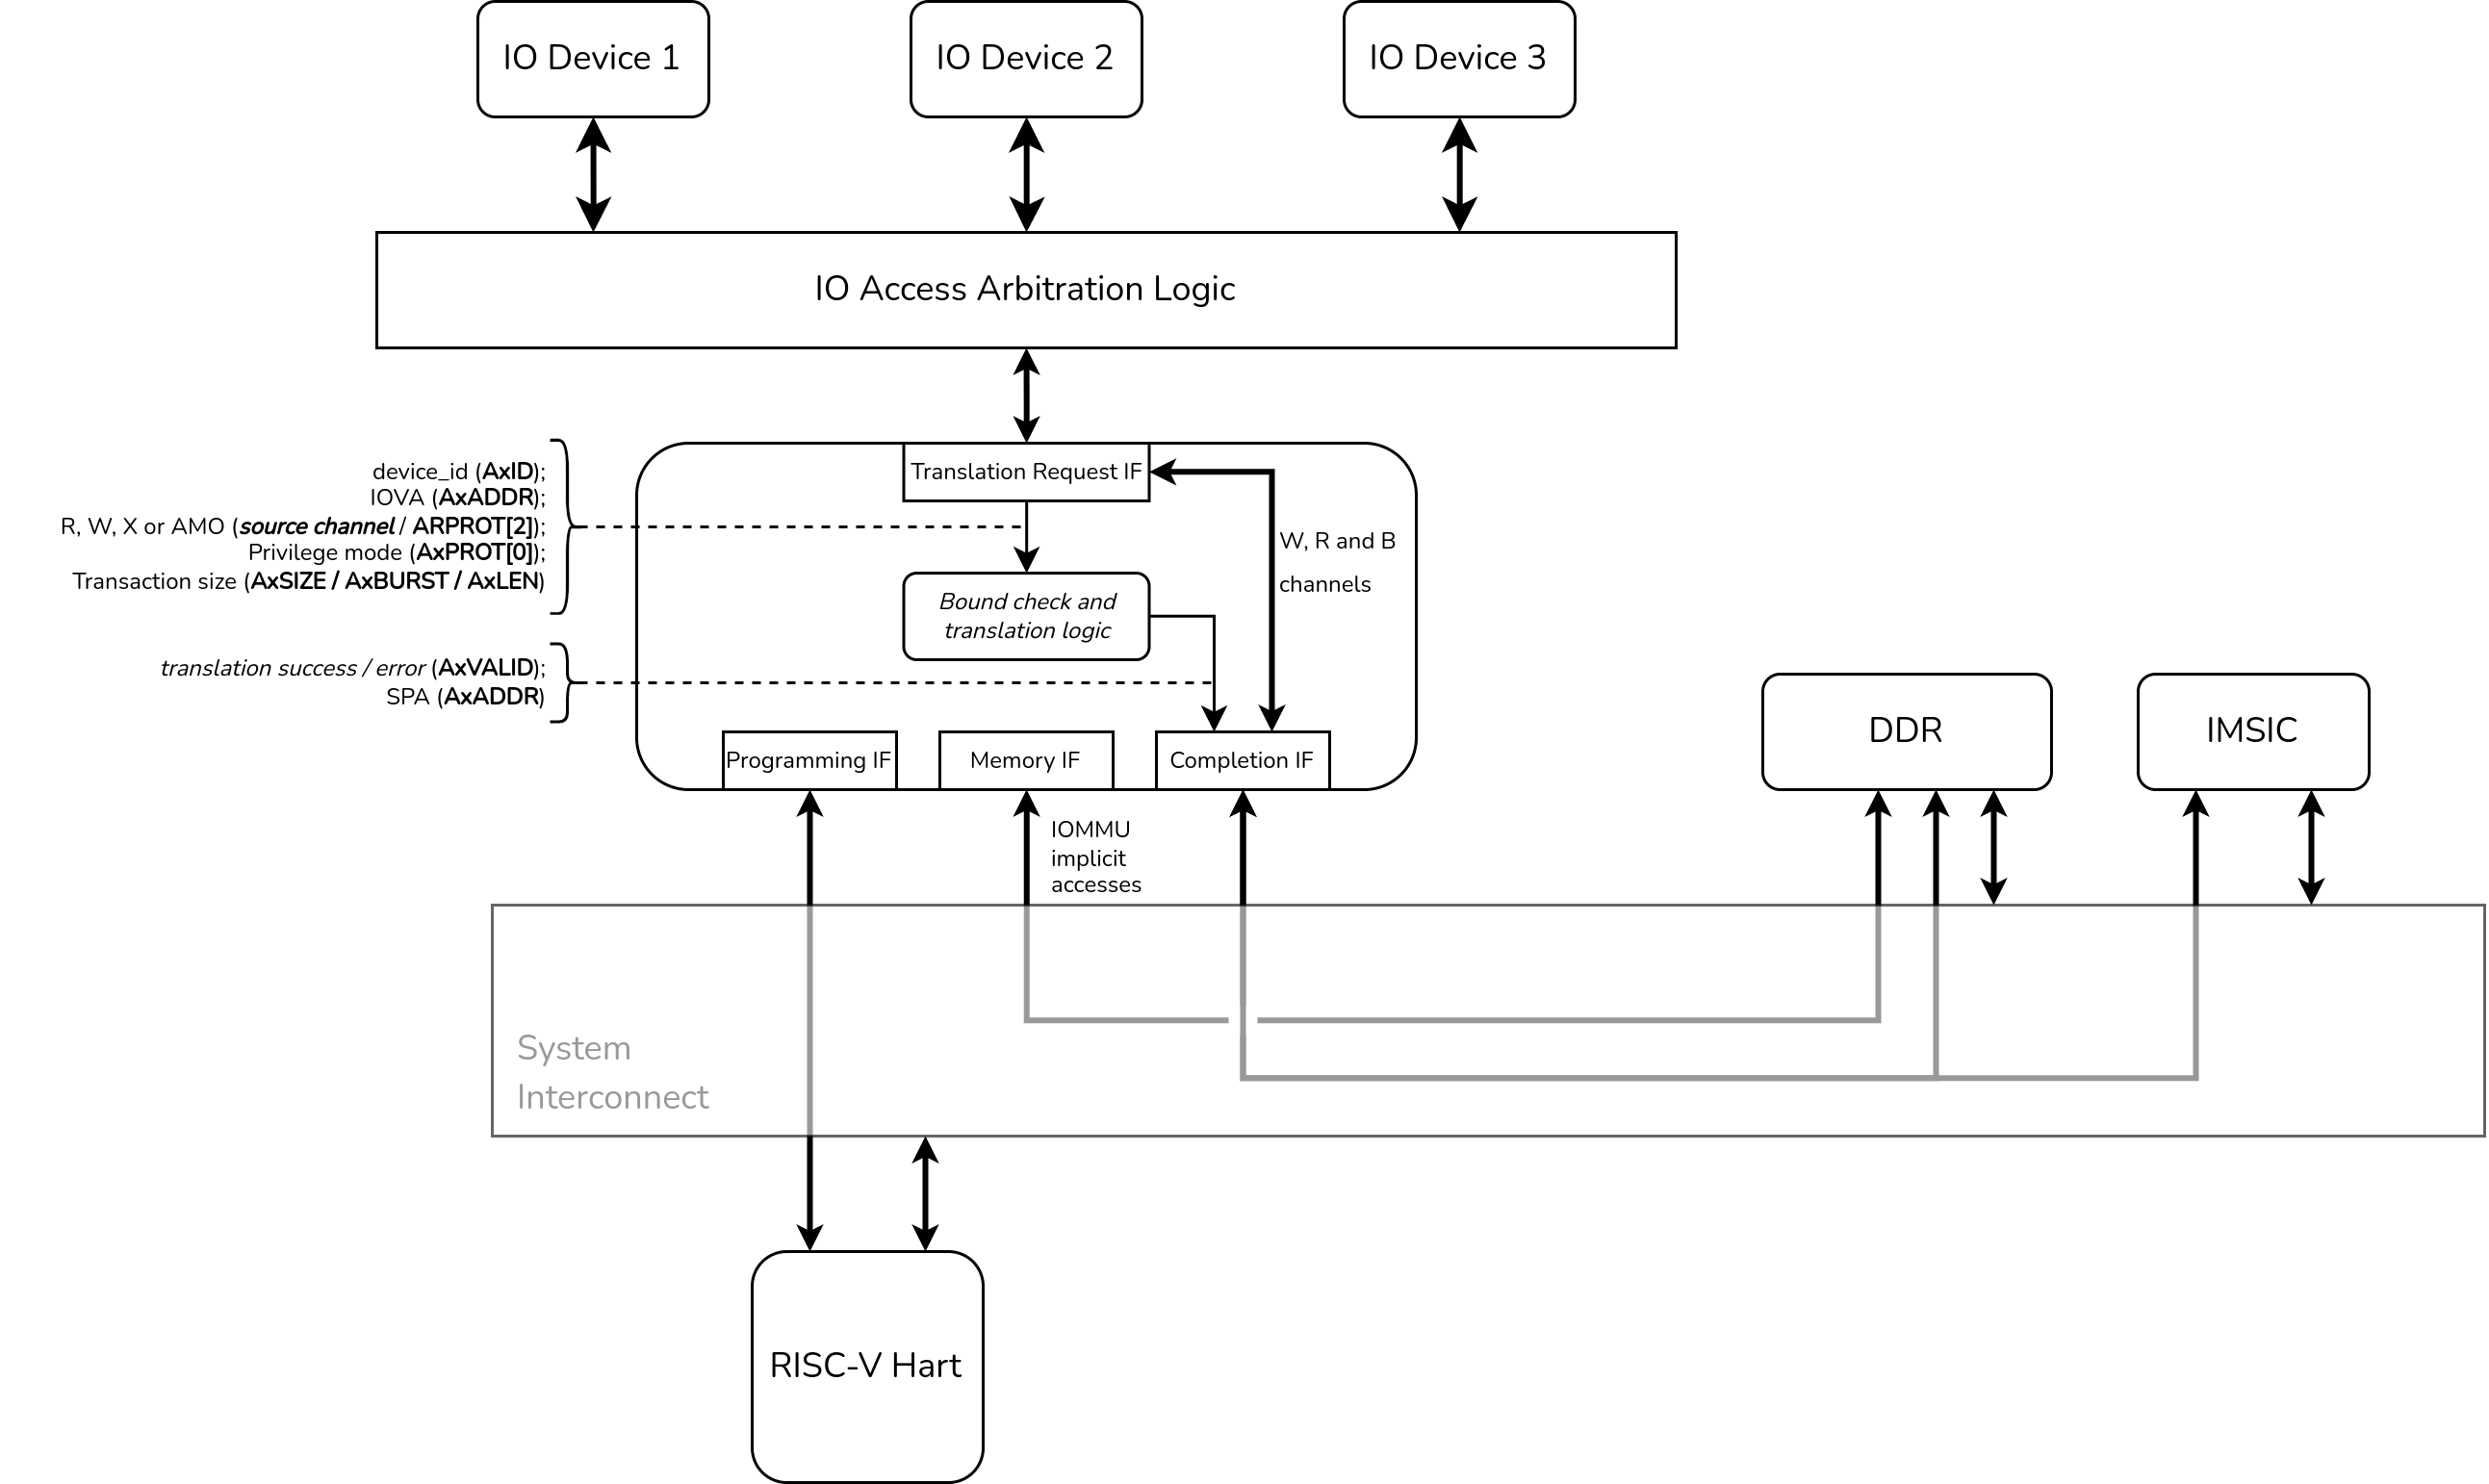 IO Device 1
IO Device 2
IO Device 3
IO Access Arbitration Logic
device_id (AxID);
IOVA (AxADDR);
R, W, X or AMO (source channel / ARPROT[2]);
Privilege mode (AxPROT[0]);
Transaction size (AxSIZE / AxBURST / AxLEN)
translation success / error (AxVALID);
SPA (AxADDR)
Translation Request IF
W, R and B
channels
Bound check and
translation logic
Programming IF
Memory IF
Completion IF
IOMMU
implicit
accesses
DDR
IMSIC
System
Interconnect
RISC-V Hart